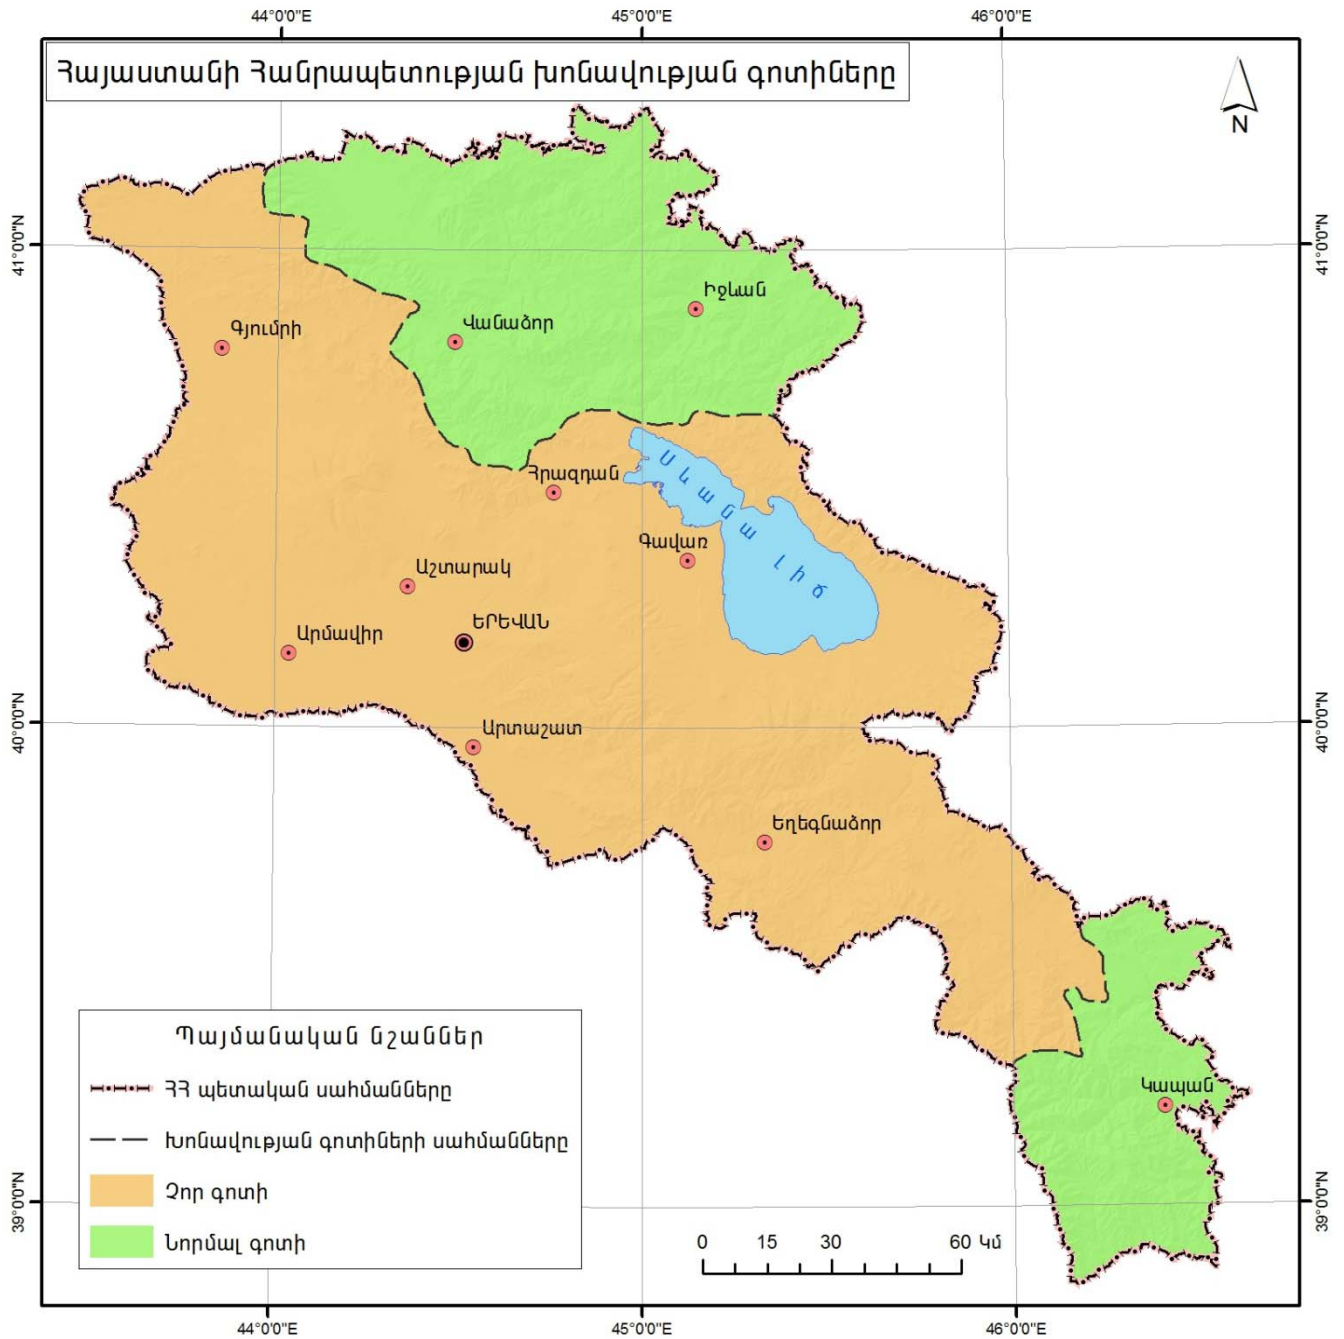 44°0'0"E
45°0'0"E
46°0'0"E
Հայաստանի Հանրապետության խոնավության գոտիները
N
41°0'0"N
41°0'0"N
Իջևան
Վանաձոր
Գյումրի
Հրազդան
Սևանա լիճ
Գավառ
Աշտարակ
ԵՐԵՎԱՆ
Արմավիր
40°0'0"N
40°0'0"N
Արտաշատ
Եղեգնաձոր
Պայմանական նշաններ
ՀՀ պետական սահմանները
Խոնավության գոտիների սահմանները
Չոր գոտի
Նորմալ գոտի
Կապան
39°0'0"N
39°0'0"N
0 15 30 60 Կմ
44°0'0"E
45°0'0"E
46°0'0"E